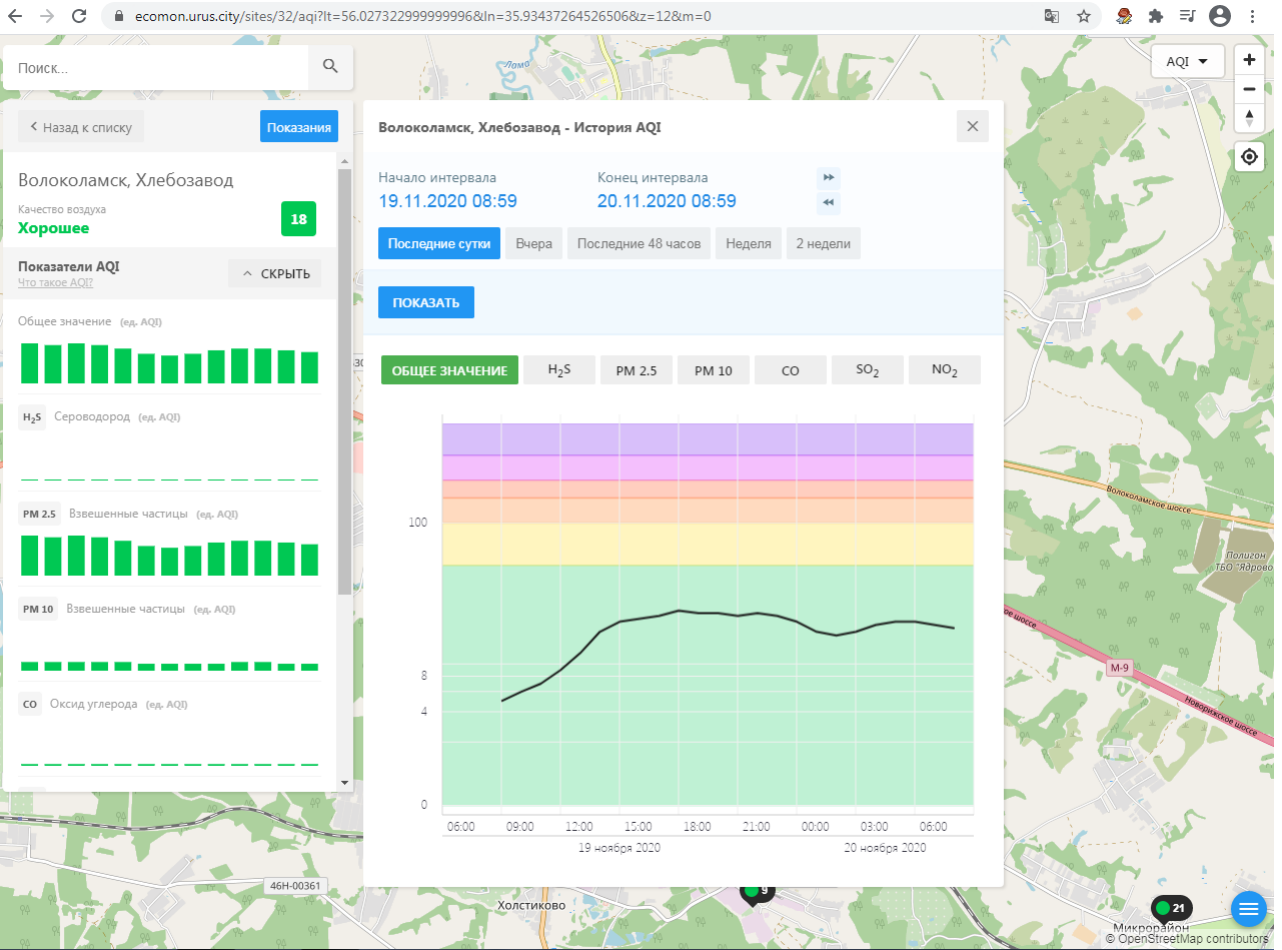 ecomon.urus.city/sites/32/aqi?lt=56.027322999999996&ln=35.93437264526506&z=12&m=0
Поиск...
AQI
Ломо
Назад к списку
Показания
Волоколамск, Хлебозавод - История AQI
Волоколамск, Хлебозавод
Качество воздуха
Хорошее
18
Показатели AQI
Что такое AQI?
СКРЫТЬ
Общее значение (ед. AQI)
H2S Сероводород (ед. AQI)
PM 2.5 Взвешенные частицы (ед. AQI)
PM 10 Взвешенные частицы (ед. AQI)
CO Оксид углерода (ед. AQI)
Начало интервала
Конец интервала
19.11.2020 08:59
20.11.2020 08:59
Последние сутки
Вчера
Последние 48 часов
Неделя
2 недели
ПОКАЗАТЬ
ОБЩЕЕ ЗНАЧЕНИЕ
H2S
PM 2.5
PM 10
CO
SO2
NO2
100
8
4
0
06:00 09:00 12:00 15:00 18:00 21:00 00:00 03:00 06:00
19 ноября 2020
20 ноября 2020
Волоколамское шоссе
Полигон
ТБО "Ядрово
ое шоссе
М-9
Новорижское шоссе
46Н-00361
Холстиково
9
21
Микрорайон
© OpenStreetMap contributors